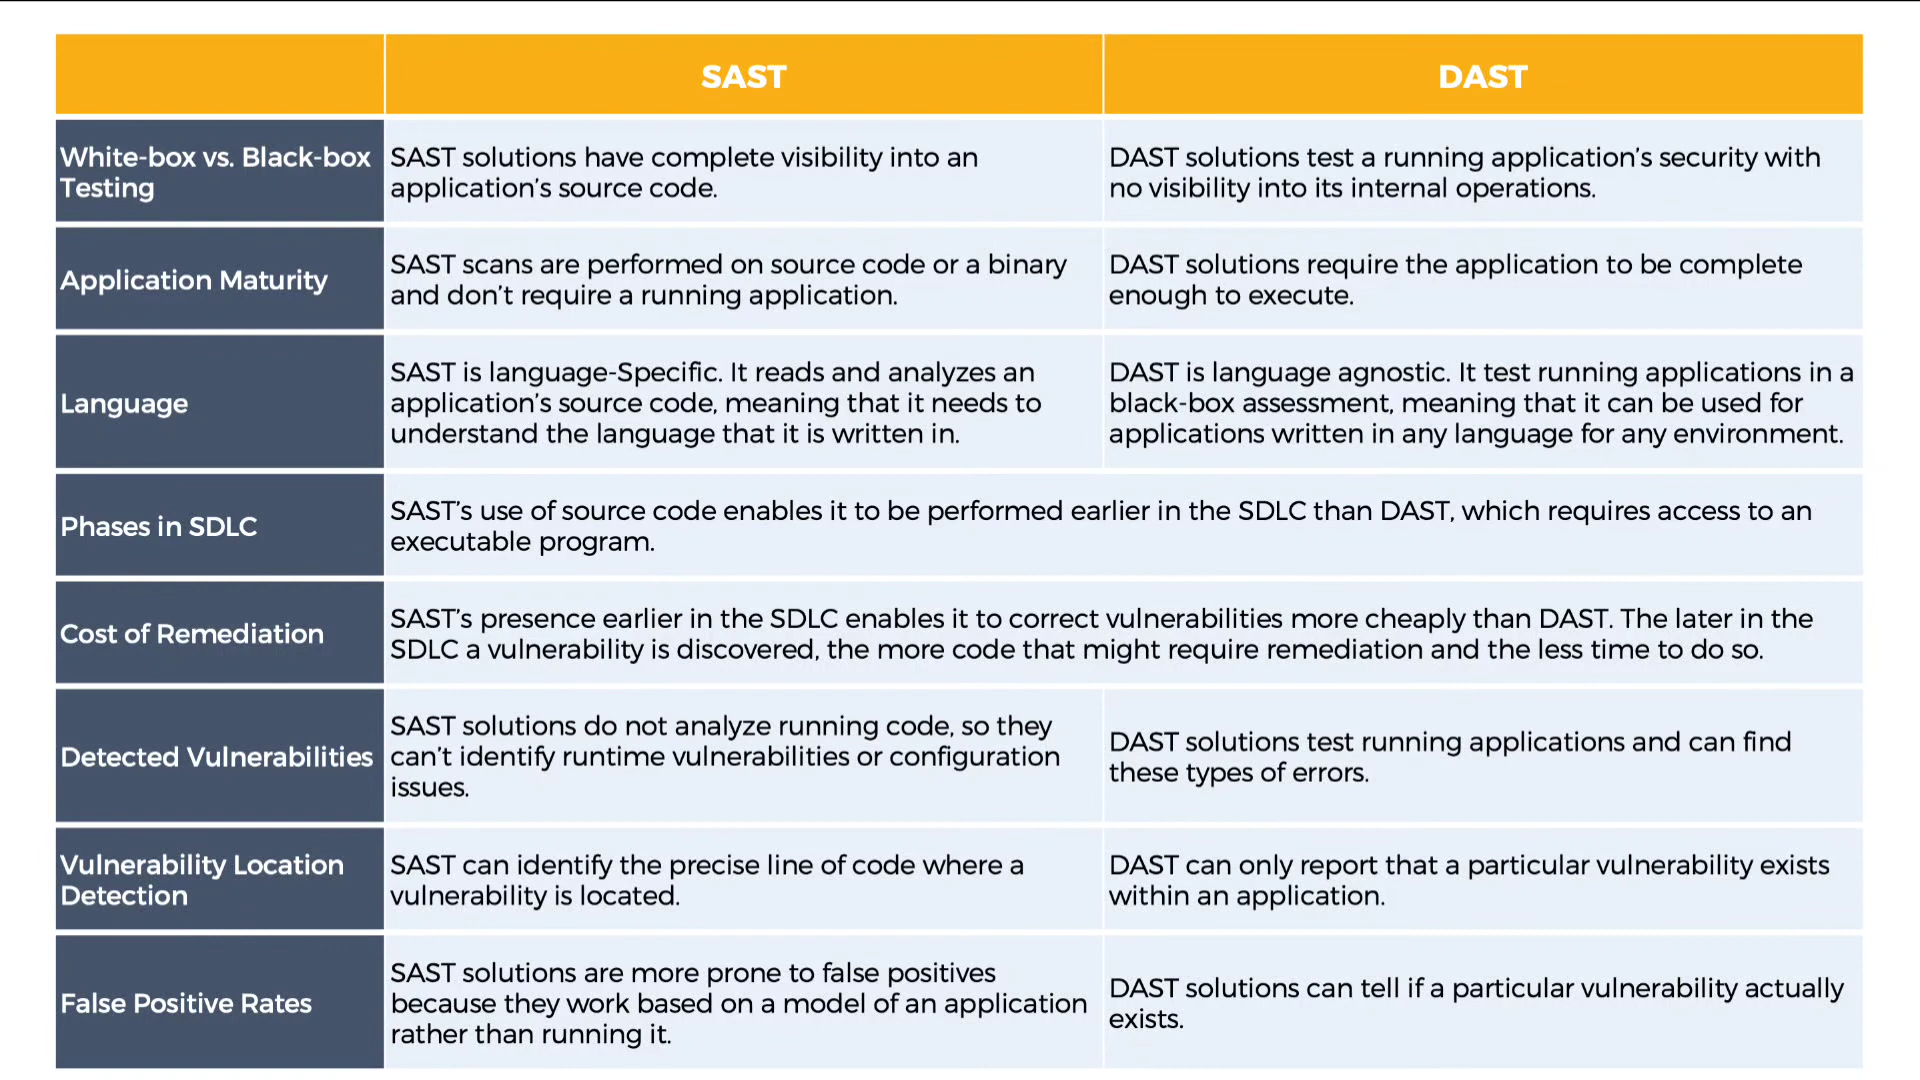 SAST
DAST
White-box vs. Black-box
Testing
SAST solutions have complete visibility into an
application's source code.
DAST solutions test a running application's security with
no visibility into its internal operations.
Application Maturity
SAST scans are performed on source code or a binary
and don't require a running application.
DAST solutions require the application to be complete
enough to execute.
Language
SAST is language-Specific. It reads and analyzes an
application's source code, meaning that it needs to
understand the language that it is written in.
DAST is language agnostic. It test running applications in a
black-box assessment, meaning that it can be used for
applications written in any language for any environment.
Phases in SDLC
SAST's use of source code enables it to be performed earlier in the SDLC than DAST, which requires access to an
executable program.
Cost of Remediation
SAST's presence earlier in the SDLC enables it to correct vulnerabilities more cheaply than DAST. The later in the
SDLC a vulnerability is discovered, the more code that might require remediation and the less time to do so.
Detected Vulnerabilities
SAST solutions do not analyze running code, so they
can't identify runtime vulnerabilities or configuration
issues.
DAST solutions test running applications and can find
these types of errors.
Vulnerability Location
Detection
SAST can identify the precise line of code where a
vulnerability is located.
DAST can only report that a particular vulnerability exists
within an application.
False Positive Rates
SAST solutions are more prone to false positives
because they work based on a model of an application
rather than running it.
DAST solutions can tell if a particular vulnerability actually
exists.